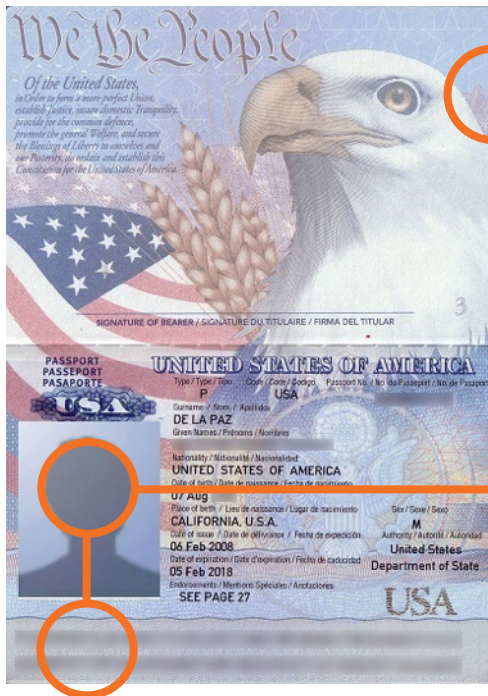 We the People
Of the United States,
in Order to form a more perfect Union,
establish Justice, insure domestic Tranquility,
provide for the common defence,
promote the general Welfare, and secure
the Blessings of Liberty to ourselves and
our Posterity, do ordain and establish this
Constitution for the United States of America.
3
SIGNATURE OF BEARER / SIGNATURE DU TITULAIRE / FIRMA DEL TITULAR
PASSPORT
PASSEPORT
PASAPORTE
USA
UNITED STATES OF AMERICA
Type / Type / Tipo Code / Code / Código Passport No. / No. du Passeport / No. de Pasaport
P USA
Surname / Nom / Apellidos
DE LA PAZ
Given Names / Prénoms / Nombres
Nationality / Nationalité / Nacionalidad
UNITED STATES OF AMERICA
Date of birth / Date de naissance / Fecha de nacimiento
07 Aug
Place of birth / Lieu de naissance / Lugar de nacimiento Sex / Sexe / Sexo
CALIFORNIA, U.S.A. M
Date of issue / Date de délivrance / Fecha de expedición Authority / Autorité / Autoridad
06 Feb 2008 United States
Date of expiration / Date d'expiration / Fecha de caducidad Department of State
05 Feb 2018
Endorsements / Mentions Spéciales / Anotaciones
SEE PAGE 27
USA